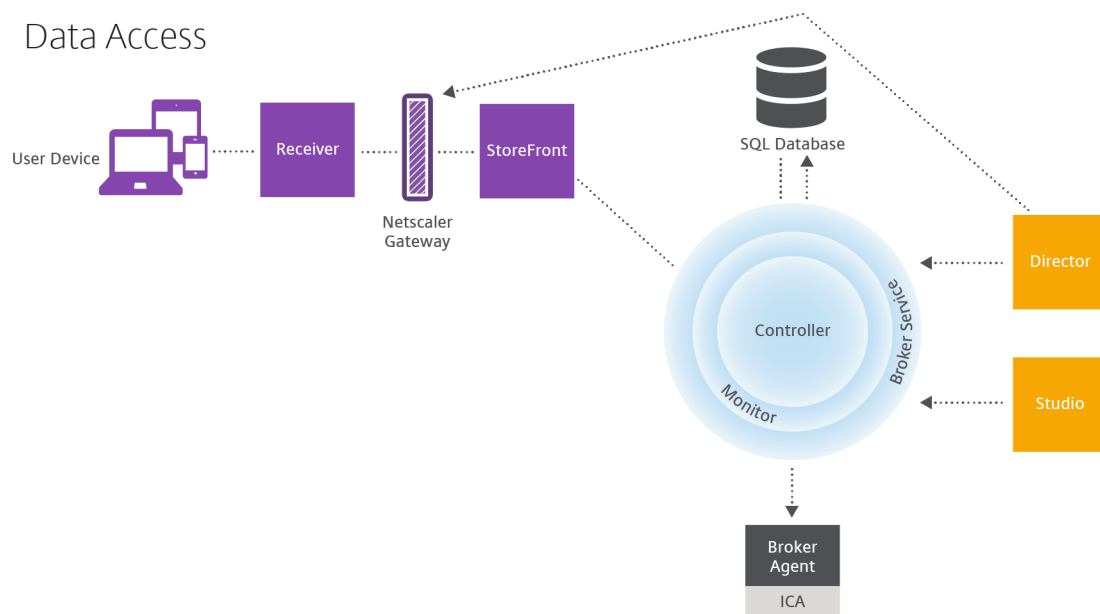 Data Access
User Device
Receiver
Netscaler
Gateway
StoreFront
SQL Database
Director
Controller
Monitor
Broker Service
Studio
Broker
Agent
ICA